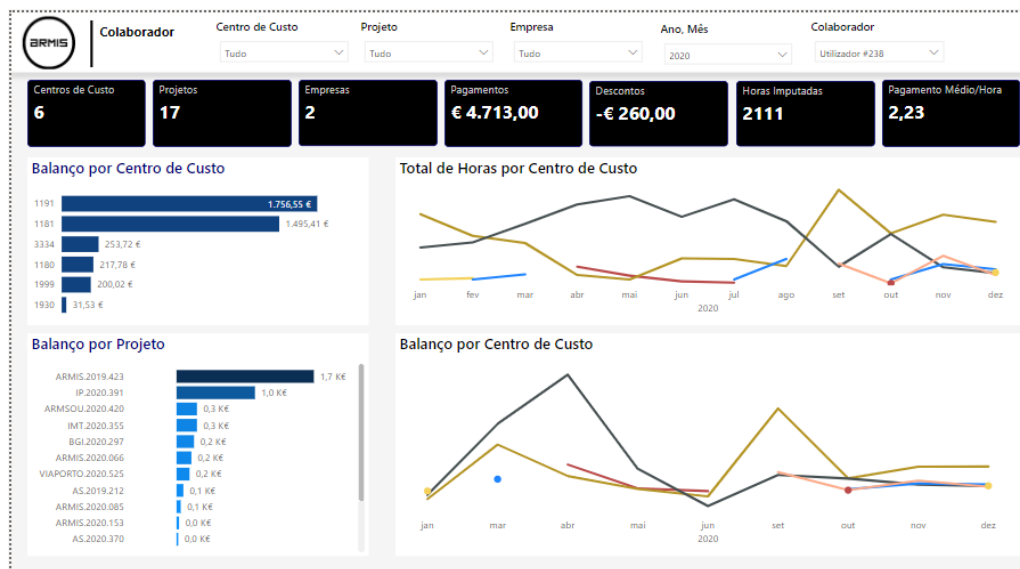 ARMIS
Colaborador
Centro de Custo
Tudo
Projeto
Tudo
Empresa
Tudo
Ano, Mês
2020
Colaborador
Utilizador #238
Centros de Custo
6
Projetos
17
Empresas
2
Pagamentos
€ 4.713,00
Descontos
-€ 260,00
Horas Imputadas
2111
Pagamento Médio/Hora
2,23
Balanço por Centro de Custo
1191 1.756,55 €
1181 1.495,41 €
3334 253,72 €
1180 217,78 €
1999 200,02 €
1930 31,53 €
Total de Horas por Centro de Custo
jan fev mar abr mai jun jul ago set out nov dez
2020
Balanço por Projeto
ARMIS.2019.423 1,7 K€
IP.2020.391 1,0 K€
ARMSOU.2020.420 0,3 K€
IMT.2020.355 0,3 K€
BGI.2020.297 0,2 K€
ARMIS.2020.066 0,2 K€
VIAPORTO.2020.525 0,2 K€
AS.2019.212 0,1 K€
ARMIS.2020.085 0,1 K€
ARMIS.2020.153 0,0 K€
AS.2020.370 0,0 K€
Balanço por Centro de Custo
jan mar abr mai jun set out nov dez
2020